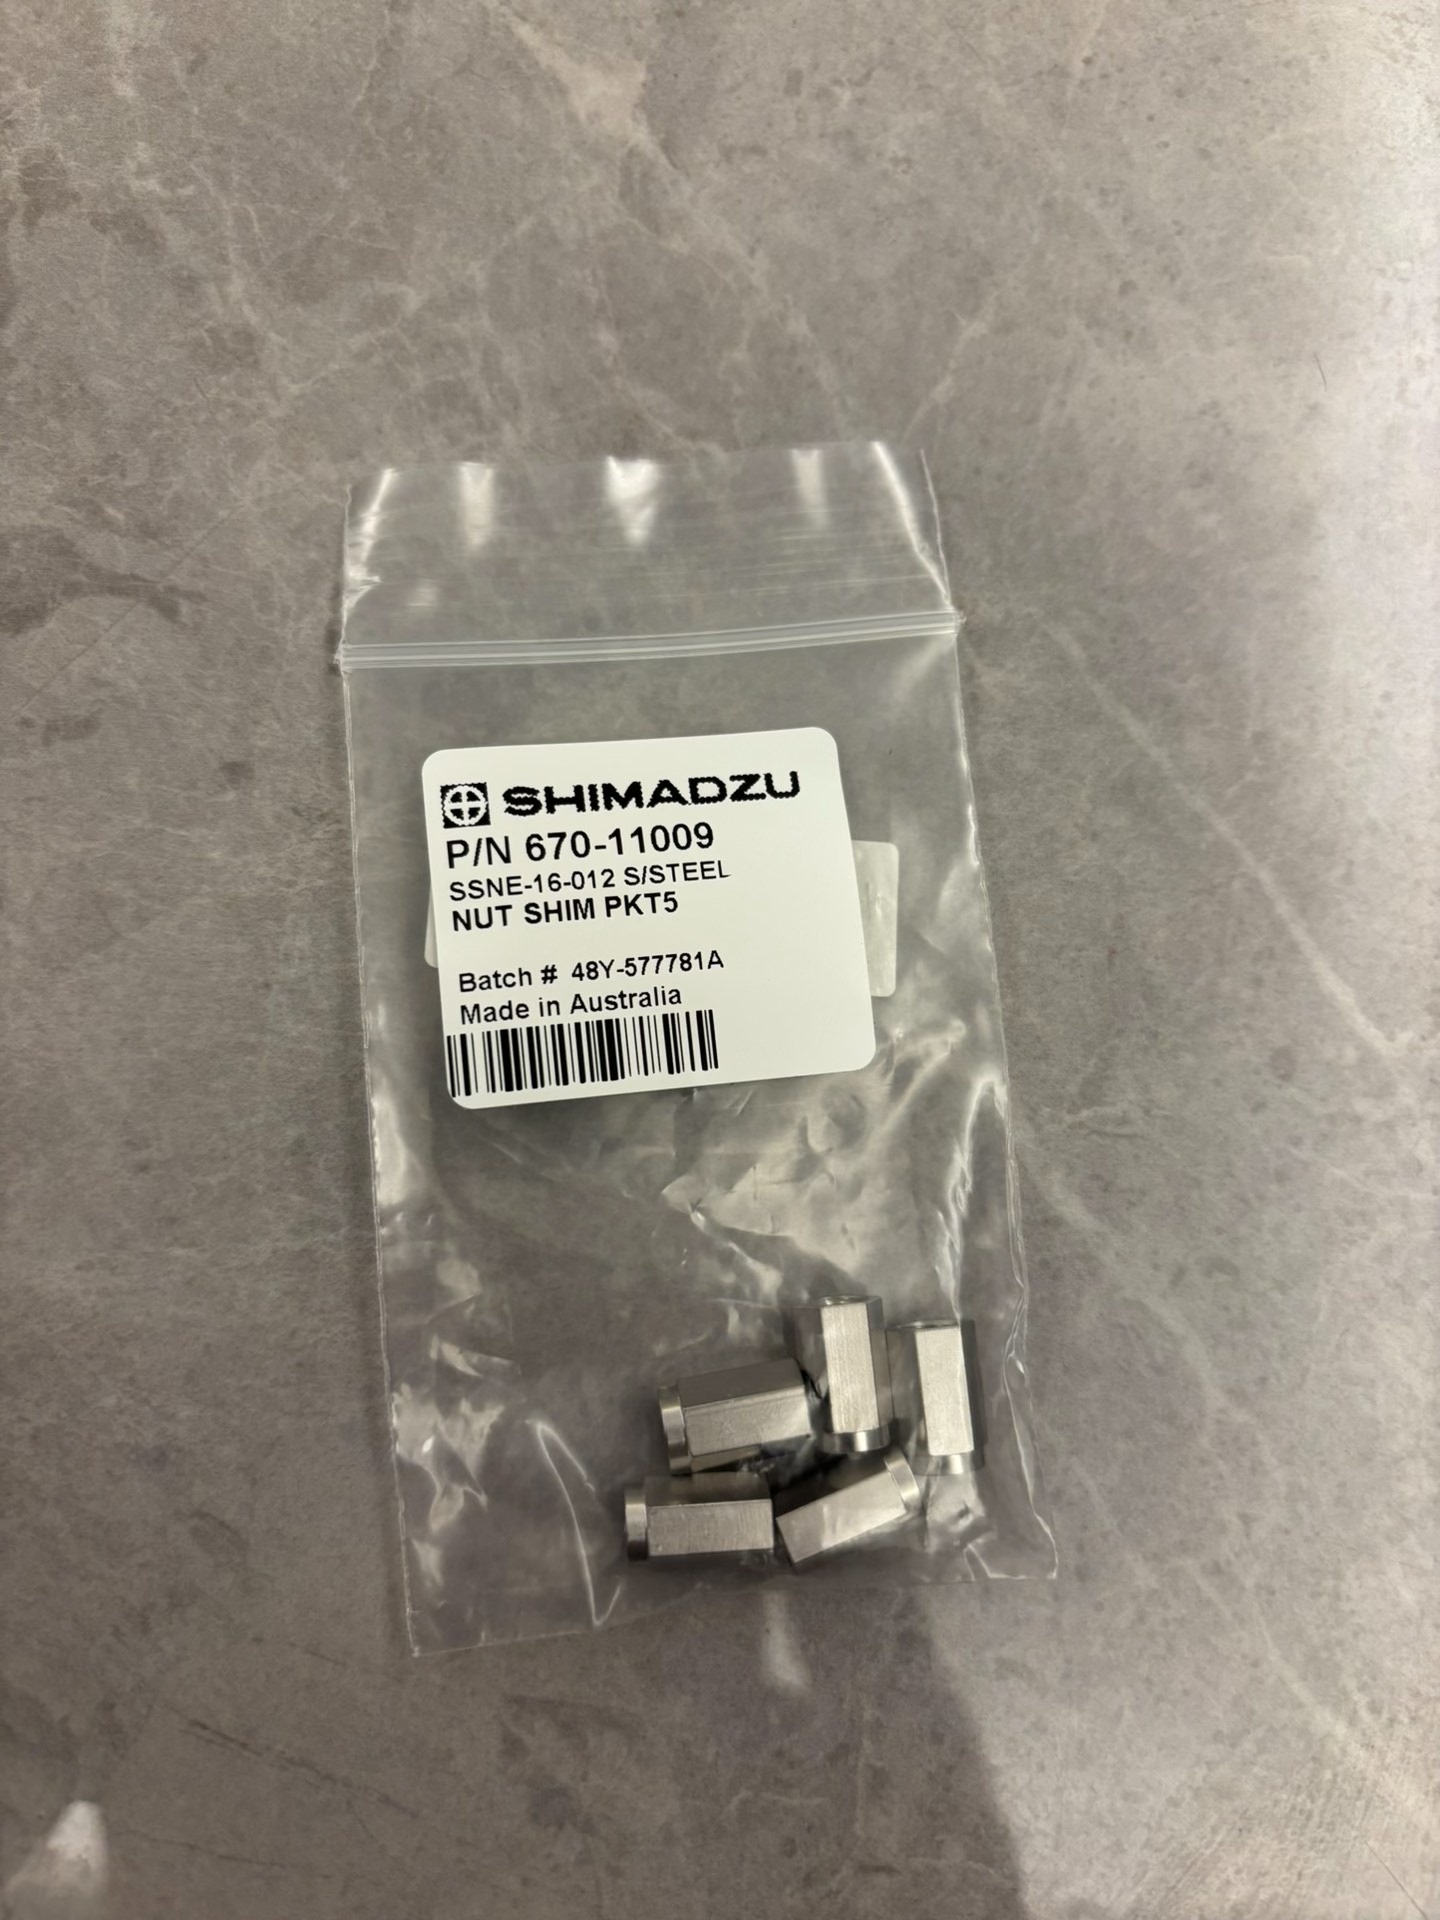 SHIMADZU
P/N 670-11009
SSNE-16-012 S/STEEL
NUT SHIM PKT5
Batch # 48Y-577781A
Made in Australia